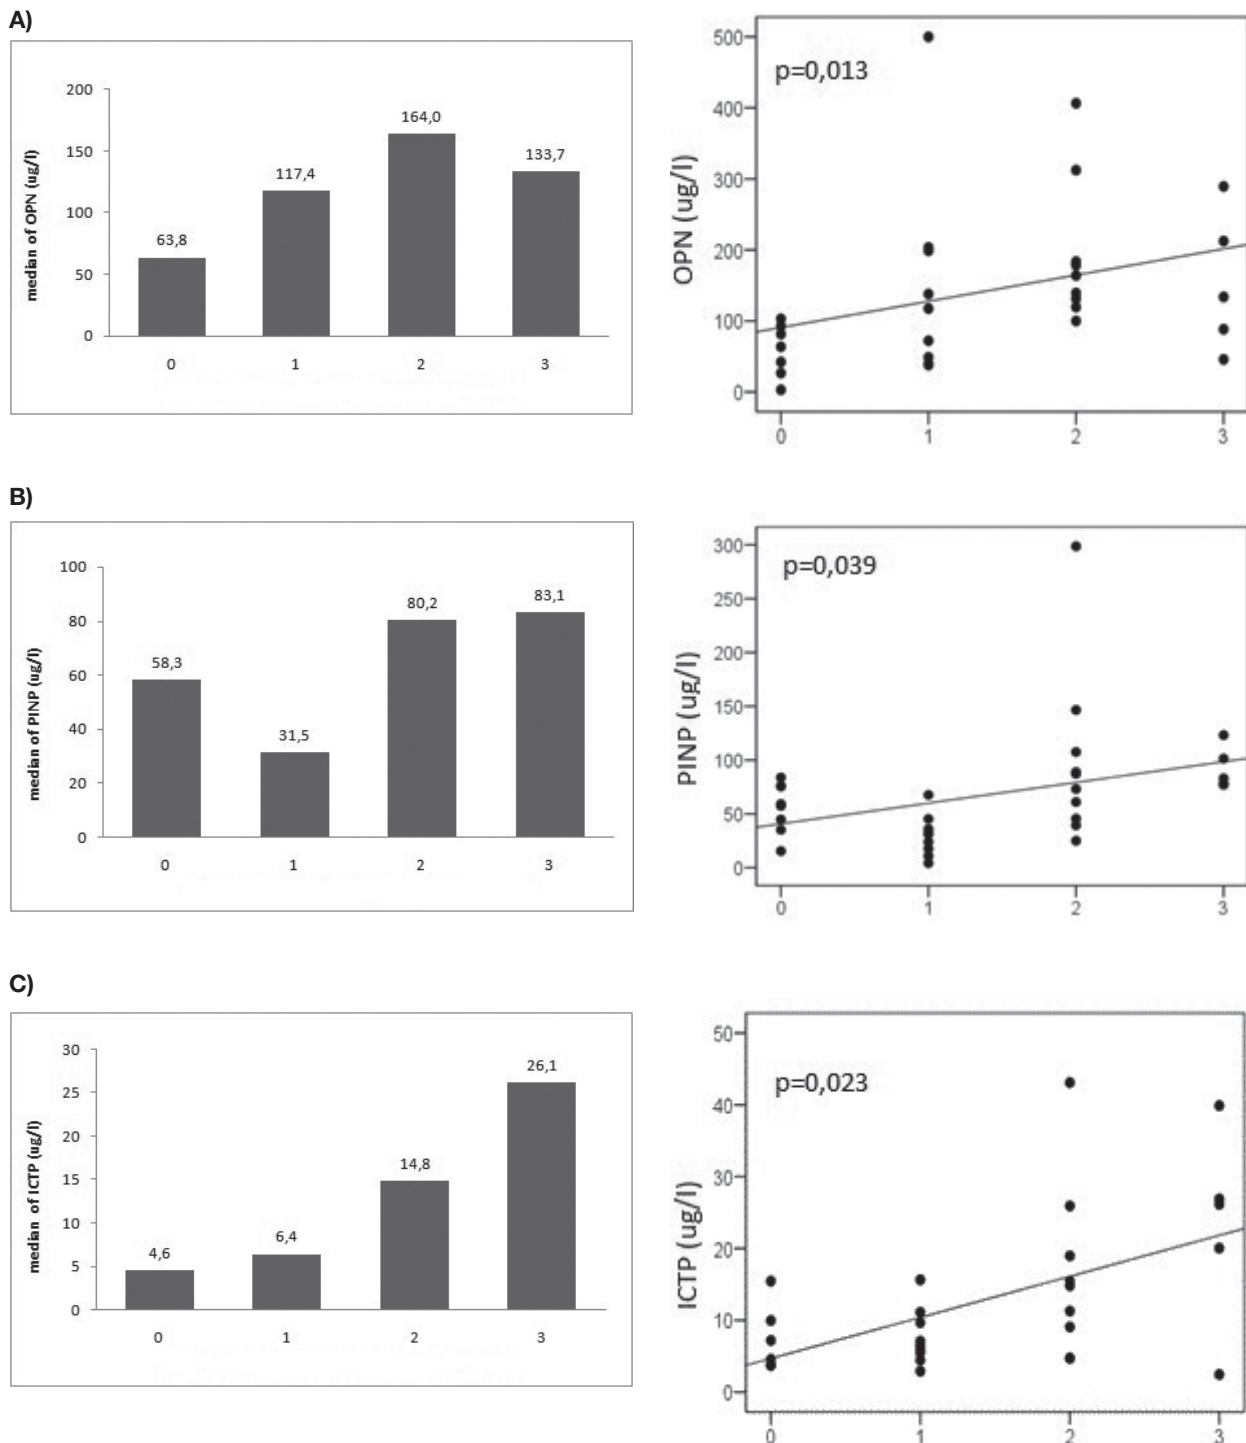 A)
median of OPN (ug/l)
200
150
100
50
0
63,8
117,4
164,0
133,7
0 1 2 3
p=0,013
OPN (ug/l)
500
400
300
200
100
0
0 1 2 3
B)
median of PINP (ug/l)
100
80
60
40
20
0
58,3
31,5
80,2
83,1
0 1 2 3
p=0,039
PINP (ug/l)
300
250
200
150
100
50
0
0 1 2 3
C)
median of ICTP (ug/l)
30
25
20
15
10
5
0
4,6
6,4
14,8
26,1
0 1 2 3
p=0,023
ICTP (ug/l)
50
40
30
20
10
0
0 1 2 3